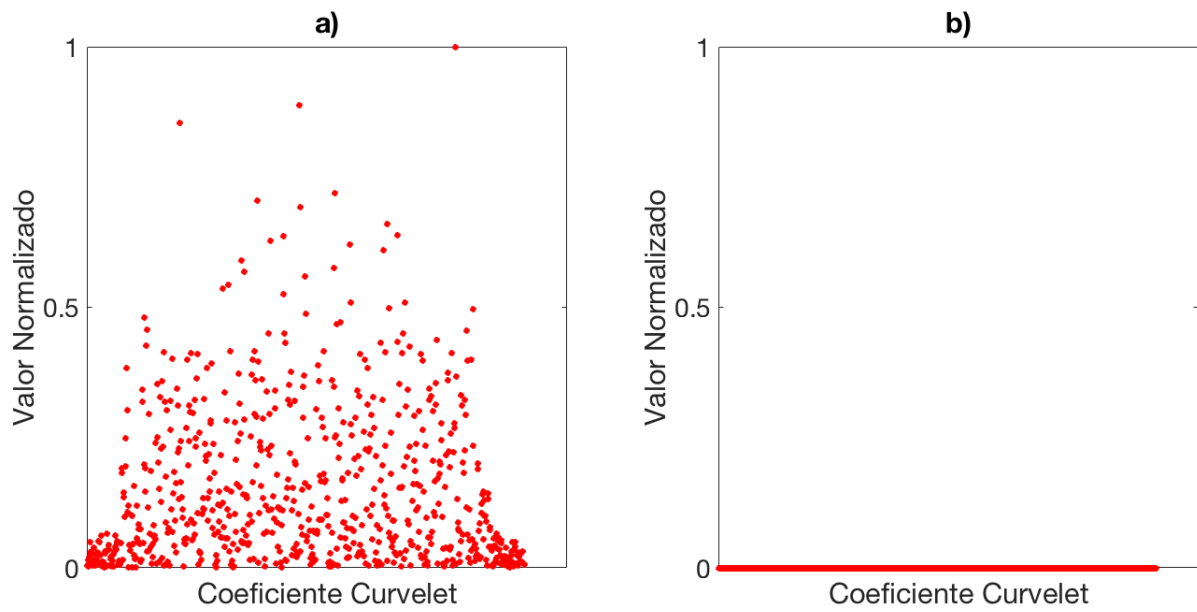 a)
1
0.5
0
Valor Normalizado
Coeficiente Curvelet
b)
1
0.5
0
Valor Normalizado
Coeficiente Curvelet